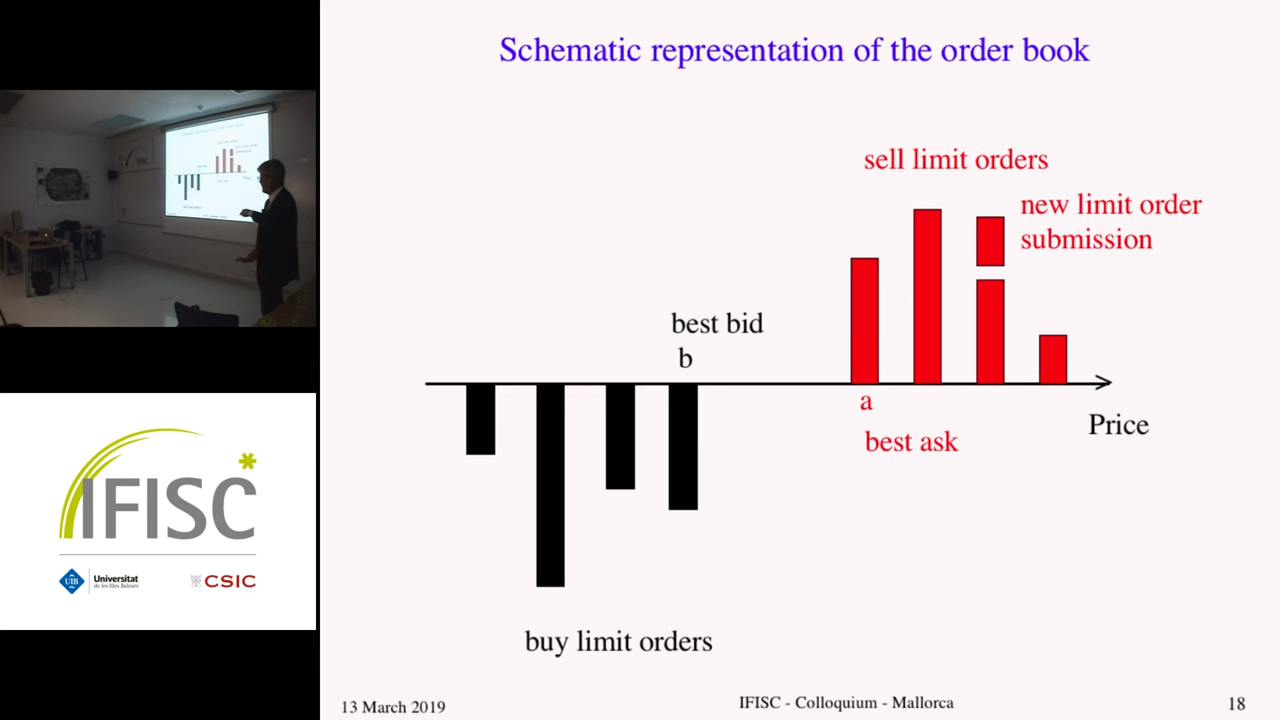 Schematic representation of the order book
sell limit orders
new limit order
submission
best bid
b
a
best ask
Price
buy limit orders
13 March 2019
IFISC - Colloquium - Mallorca
18
IFISC
UIB
Universitat
de les Illes Balears
CSIC